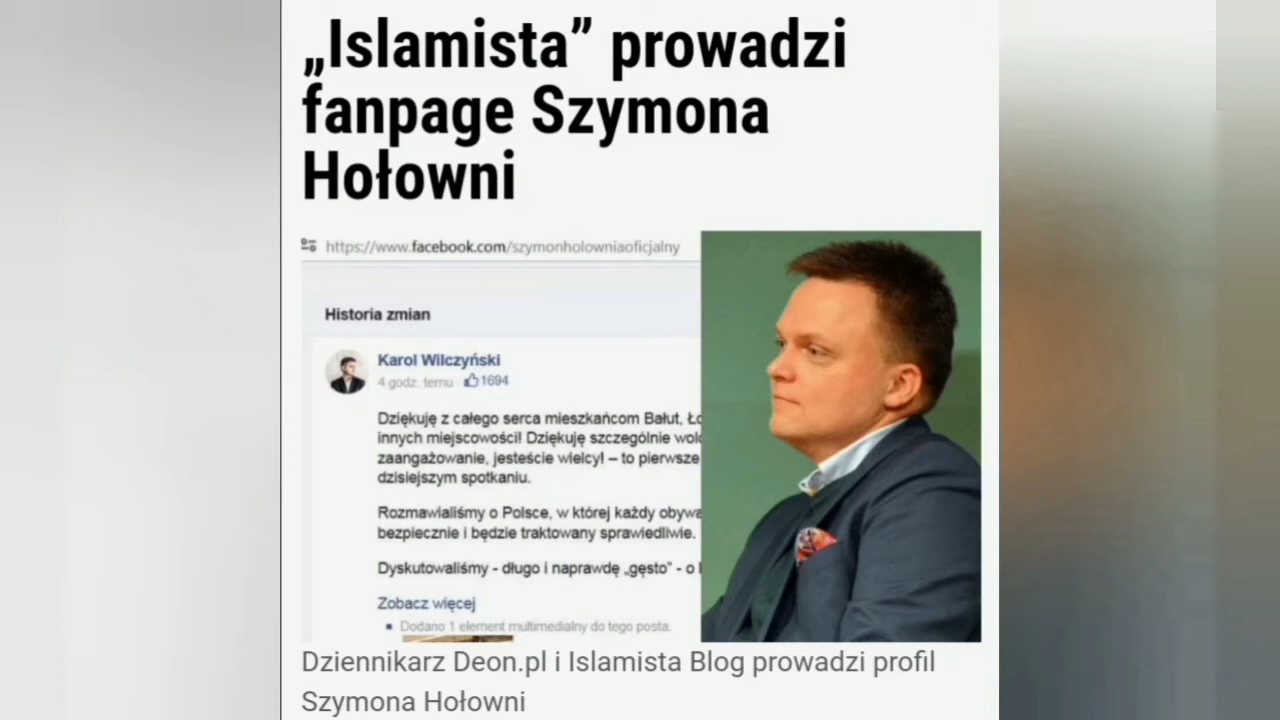 „Islamista” prowadzi
fanpage Szymona
Hołowni
https://www.facebook.com/szymonholowniaoficjalny
Historia zmian
Karol Wilczyński
4 godz. temu · 1694
Dziękuję z całego serca mieszkańcom Bałut,
innych miejscowości! Dziękuję szczególnie
zaangażowanie, jesteście wielcy! – to pierwsze
dzisiejszym spotkaniu.
Rozmawialiśmy o Polsce, w której każdy
bezpiecznie i będzie traktowany sprawiedliwie.
Dyskutowaliśmy - długo i naprawdę „gęsto” - o
Zobacz więcej
Dodano 1 element multimedialny do tego posta.
Dziennikarz Deon.pl i Islamista Blog prowadzi profil
Szymona Hołowni